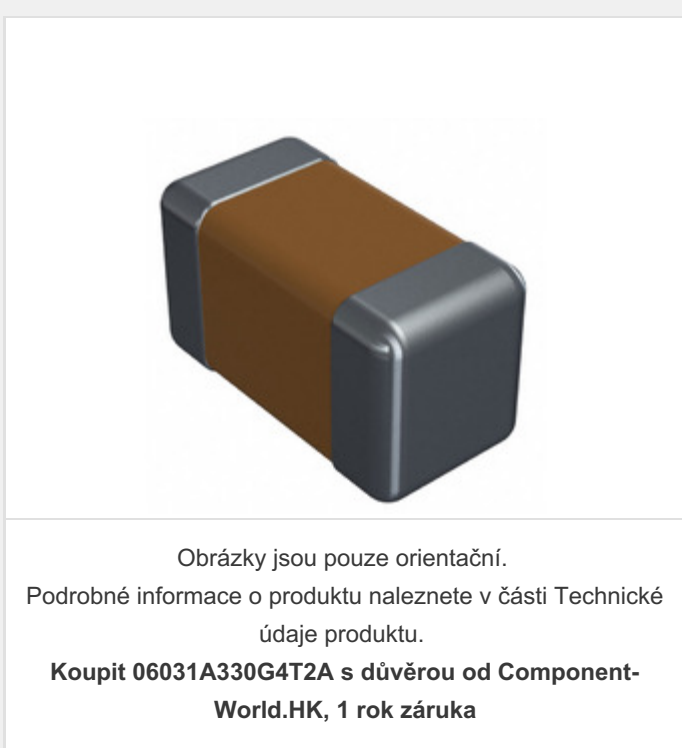 Obrázky jsou pouze orientační.
Podrobné informace o produktu naleznete v části Technické
údaje produktu.
Koupit 06031A330G4T2A s důvěrou od Component-
World.HK, 1 rok záruka